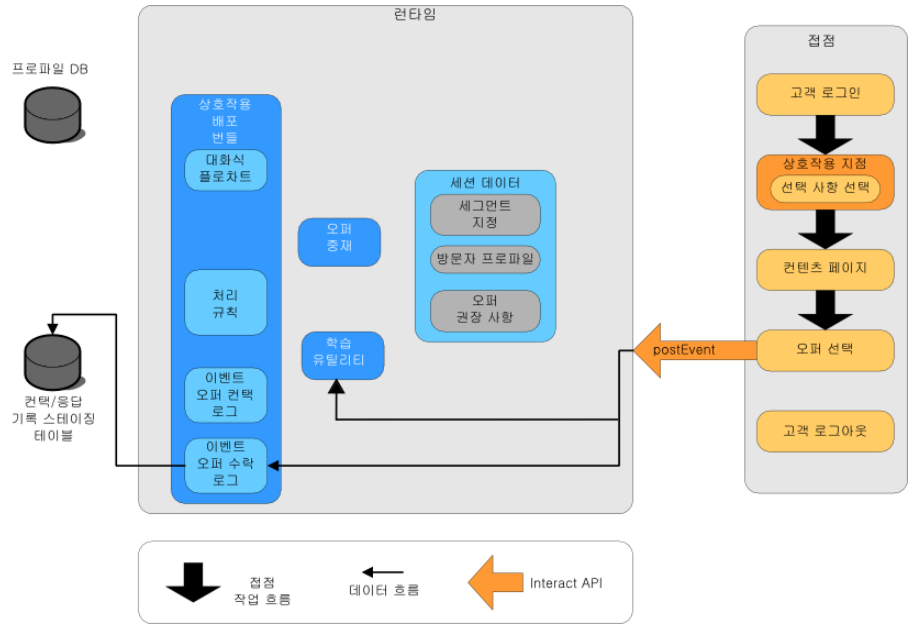 런타임
프로파일 DB
컨택/응답
기록 스테이징
테이블
상호작용
배포
번들
대화식
플로차트
처리
규칙
이벤트
오퍼 컨택
로그
이벤트
오퍼 수락
로그
오퍼
중재
학습
유틸리티
세션 데이터
세그먼트
지정
방문자 프로파일
오퍼
권장 사항
postEvent
접점
고객 로그인
상호작용 지점
선택 사항 선택
컨텐츠 페이지
오퍼 선택
고객 로그아웃
접점
작업 흐름
데이터 흐름
Interact API